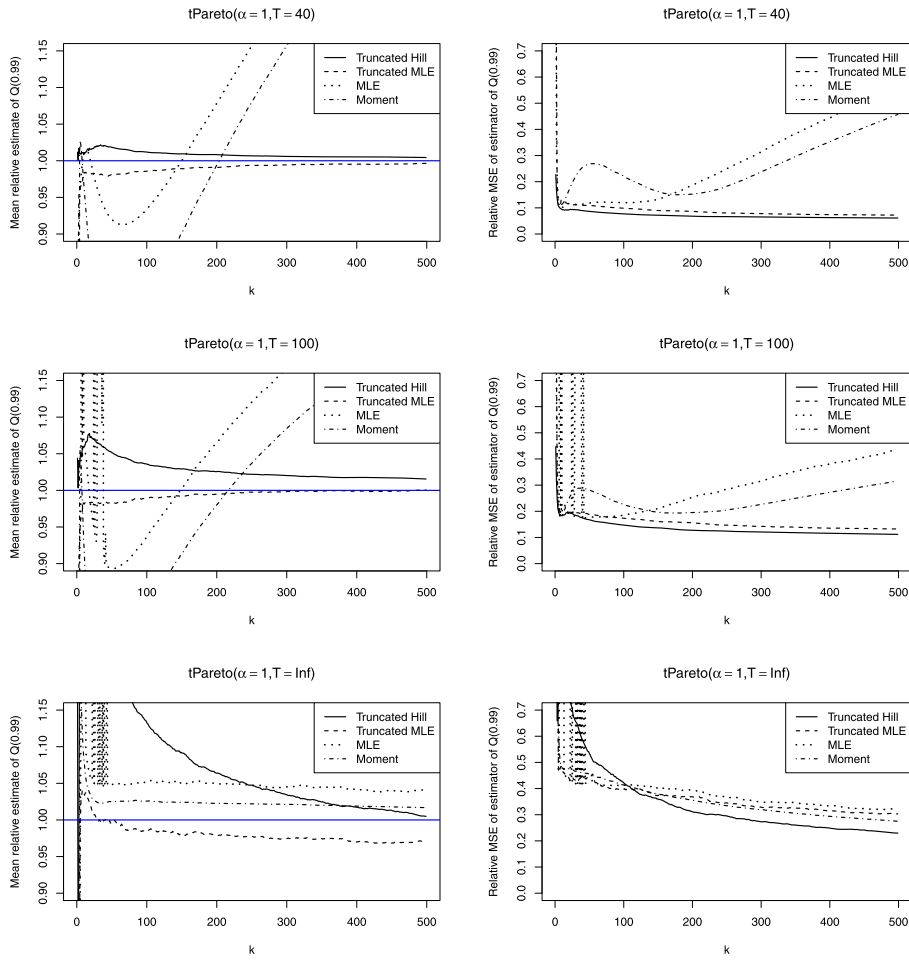 tPareto(α = 1,T = 40)
Mean relative estimate of Q(0.99)
0.90 0.95 1.00 1.05 1.10 1.15
Truncated Hill
Truncated MLE
MLE
Moment
0 100 200 300 400 500
k
tPareto(α = 1,T = 40)
Relative MSE of estimator of Q(0.99)
0.0 0.1 0.2 0.3 0.4 0.5 0.6 0.7
Truncated Hill
Truncated MLE
MLE
Moment
0 100 200 300 400 500
k
tPareto(α = 1,T = 100)
Mean relative estimate of Q(0.99)
0.90 0.95 1.00 1.05 1.10 1.15
Truncated Hill
Truncated MLE
MLE
Moment
0 100 200 300 400 500
k
tPareto(α = 1,T = 100)
Relative MSE of estimator of Q(0.99)
0.0 0.1 0.2 0.3 0.4 0.5 0.6 0.7
Truncated Hill
Truncated MLE
MLE
Moment
0 100 200 300 400 500
k
tPareto(α = 1,T = Inf)
Mean relative estimate of Q(0.99)
0.90 0.95 1.00 1.05 1.10 1.15
Truncated Hill
Truncated MLE
MLE
Moment
0 100 200 300 400 500
k
tPareto(α = 1,T = Inf)
Relative MSE of estimator of Q(0.99)
0.0 0.1 0.2 0.3 0.4 0.5 0.6 0.7
Truncated Hill
Truncated MLE
MLE
Moment
0 100 200 300 400 500
k